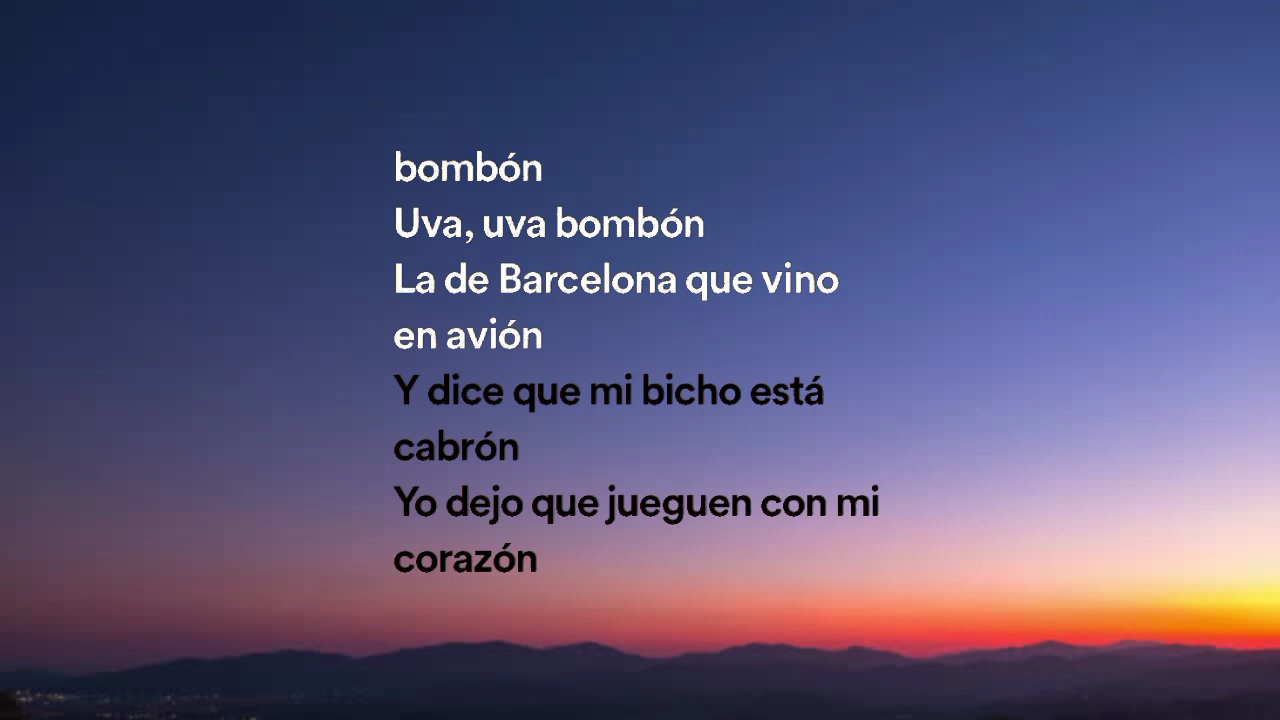 bombón
Uva, uva bombón
La de Barcelona que vino
en avión
Y dice que mi bicho está
cabrón
Yo dejo que jueguen con mi
corazón